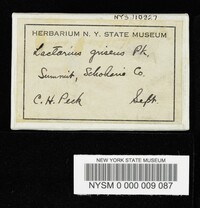 NYS 110927
HERBARIUM N. Y. STATE MUSEUM
Lactarius griseus Pk.
Summit, Schoharie Co.
C. H. Peck Sept.
NEW YORK STATE MUSEUM
NYSM 0 000 009 087